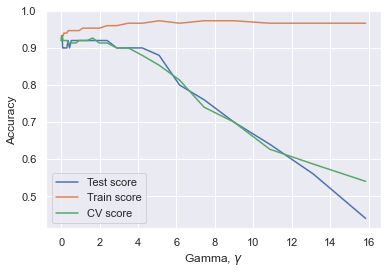 1.0
0.9
0.8
0.7
0.6
0.5
Accuracy
Test score
Train score
CV score
0 2 4 6 8 10 12 14 16
Gamma, γ